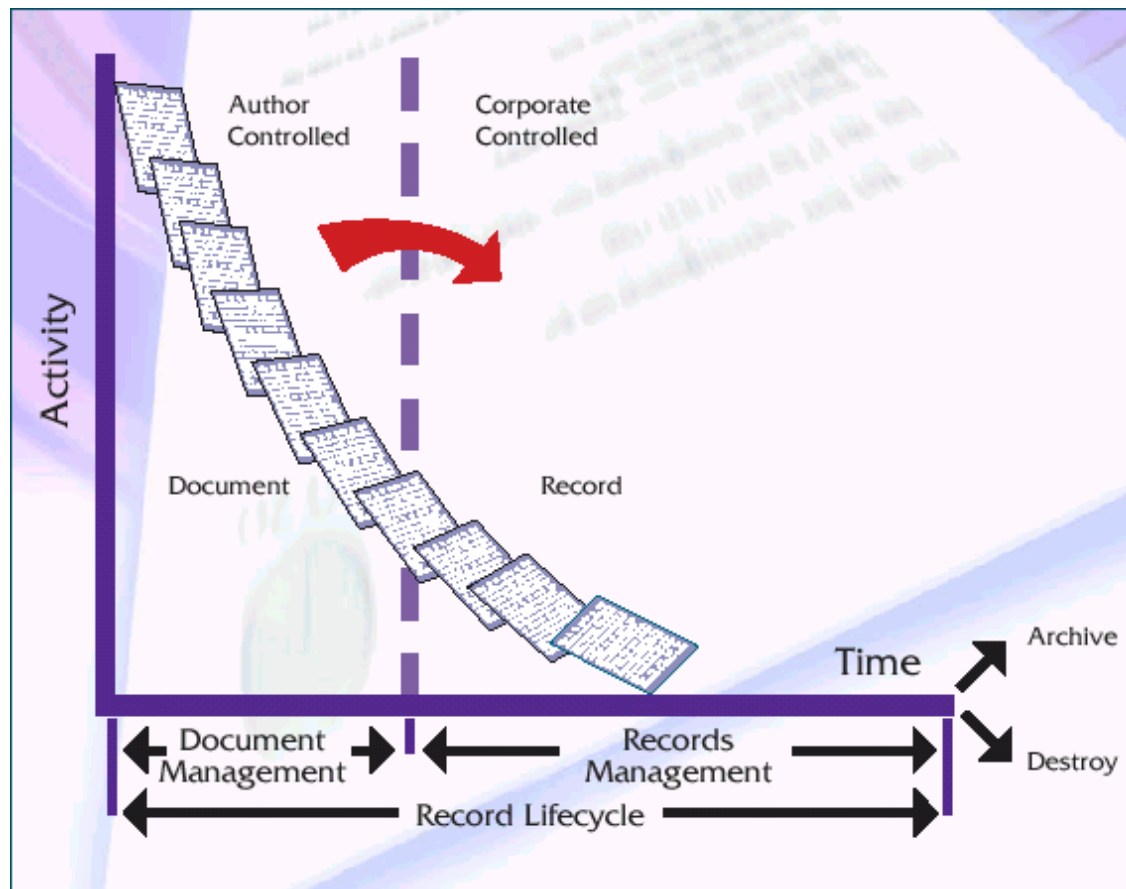 Author
Controlled
Corporate
Controlled
Activity
Document
Record
Time
Archive
Destroy
Document
Management
Records
Management
Record Lifecycle